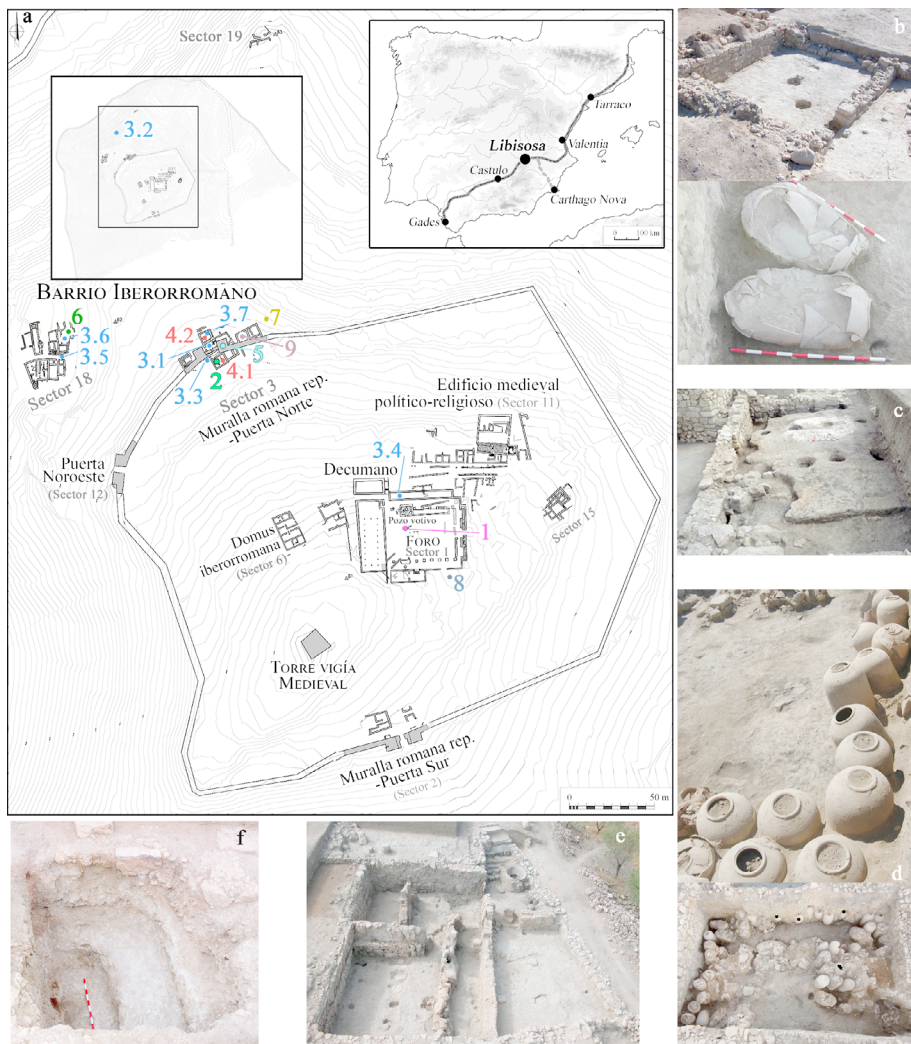 a
Sector 19
3.2
Tarraco
Libisosa
Valentia
Castulo
Carthago Nova
Gades
0 100 km
BARRIO IBERORROMANO
6
3.6
3.5
Sector 18
4.2
3.7
7
3.1
5
9
4.1
3.3
2
Sector 3
Muralla romana rep.
-Puerta Norte
Edificio medieval
político-religioso (Sector 11)
Puerta
Noroeste
(Sector 12)
3.4
Decumano
Sector 15
Pozo votivo
1
FORO
Sector 1
Domus
iberorromana
(Sector 6)
8
TORRE VIGÍA
MEDIEVAL
Muralla romana rep.
-Puerta Sur
(Sector 2)
0 50 m
b
c
d
e
f